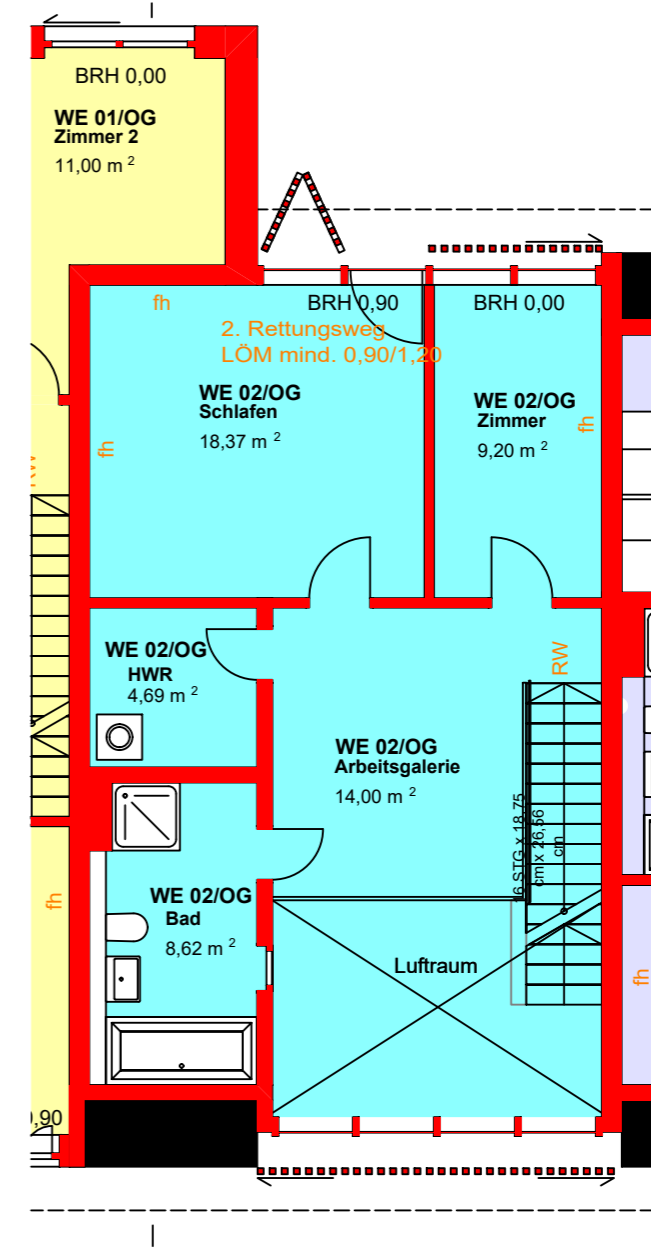 BRH 0,00
WE 01/OG
Zimmer 2
11,00 m 2
fh
BRH 0,90
BRH 0,00
2. Rettungsweg
LÖM mind. 0,90/1,20
WE 02/OG
Schlafen
18,37 m 2
WE 02/OG
Zimmer
9,20 m 2
fh
fh
RW
WE 02/OG
HWR
4,69 m 2
RW
WE 02/OG
Arbeitsgalerie
14,00 m 2
16 STG x 18,75
cm x 26,56
cm
WE 02/OG
Bad
8,62 m 2
fh
Luftraum
fh
0,90